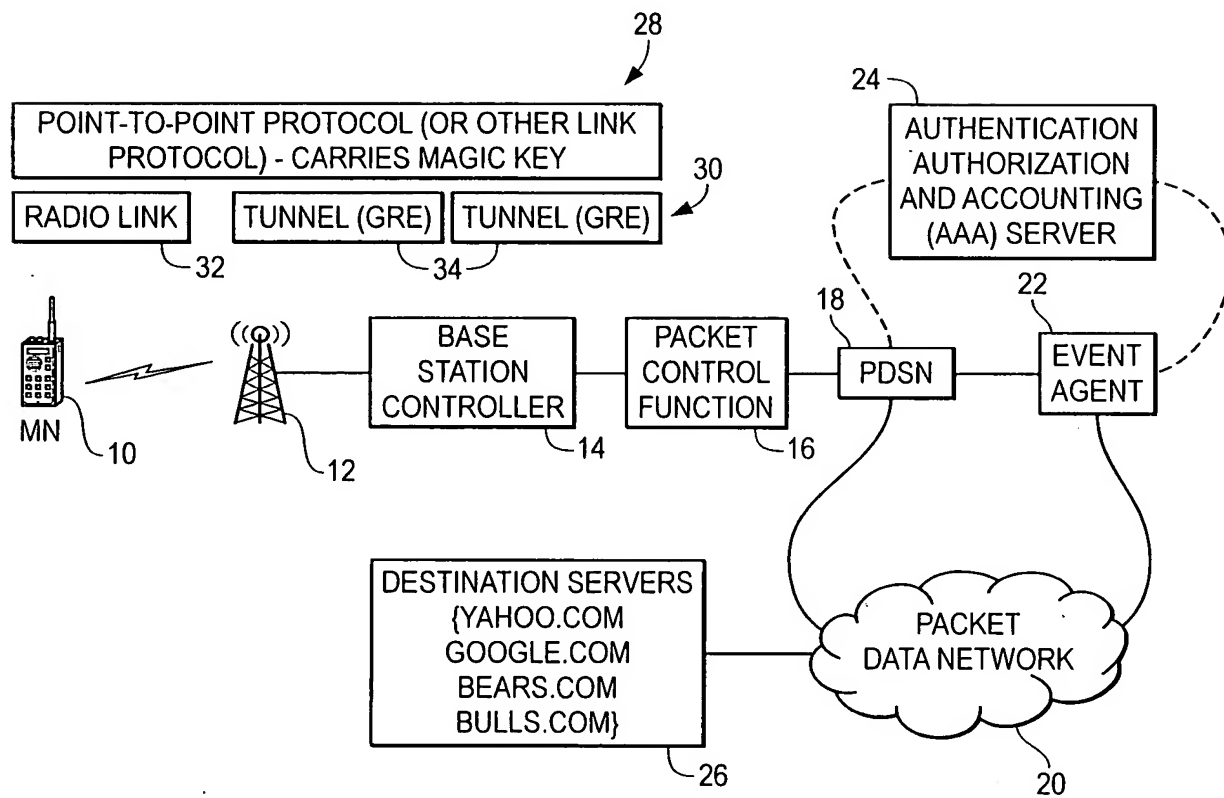 28
POINT-TO-POINT PROTOCOL (OR OTHER LINK
PROTOCOL) - CARRIES MAGIC KEY
30
RADIO LINK
TUNNEL (GRE)
TUNNEL (GRE)
32
34
24
AUTHENTICATION
AUTHORIZATION
AND ACCOUNTING
(AAA) SERVER
MN
10
12
BASE
STATION
CONTROLLER
14
PACKET
CONTROL
FUNCTION
16
18
PDSN
22
EVENT
AGENT
DESTINATION SERVERS
{YAHOO.COM
GOOGLE.COM
BEARS.COM
BULLS.COM}
26
PACKET
DATA NETWORK
20